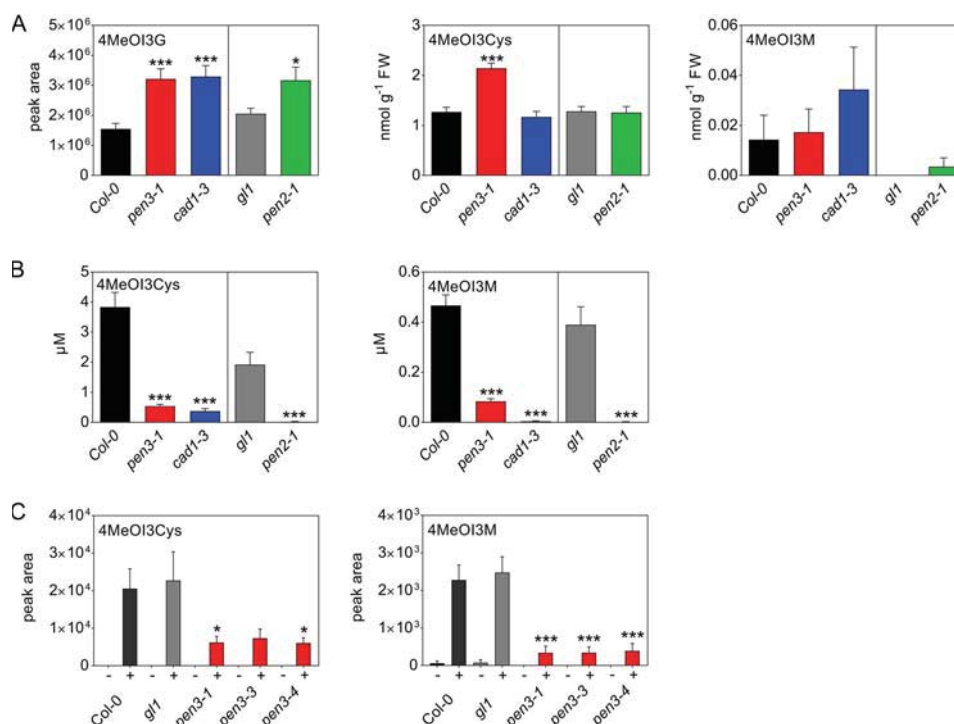 A
4MeOI3G
peak area
5×10⁶
4×10⁶
3×10⁶
2×10⁶
1×10⁶
0
***
***
*
Col-0
pen3-1
cad1-3
gl1
pen2-1
4MeOI3Cys
nmol g⁻¹ FW
3
2
1
0
***
Col-0
pen3-1
cad1-3
gl1
pen2-1
4MeOI3M
nmol g⁻¹ FW
0.06
0.04
0.02
0.00
Col-0
pen3-1
cad1-3
gl1
pen2-1
B
4MeOI3Cys
µM
5
4
3
2
1
0
***
***
***
Col-0
pen3-1
cad1-3
gl1
pen2-1
4MeOI3M
µM
0.6
0.4
0.2
0.0
***
***
***
Col-0
pen3-1
cad1-3
gl1
pen2-1
C
4MeOI3Cys
peak area
4×10⁴
3×10⁴
2×10⁴
1×10⁴
0
*
*
- + - + - + - + - +
Col-0
gl1
pen3-1
pen3-3
pen3-4
4MeOI3M
peak area
4×10³
3×10³
2×10³
1×10³
0
***
***
***
- + - + - + - + - +
Col-0
gl1
pen3-1
pen3-3
pen3-4